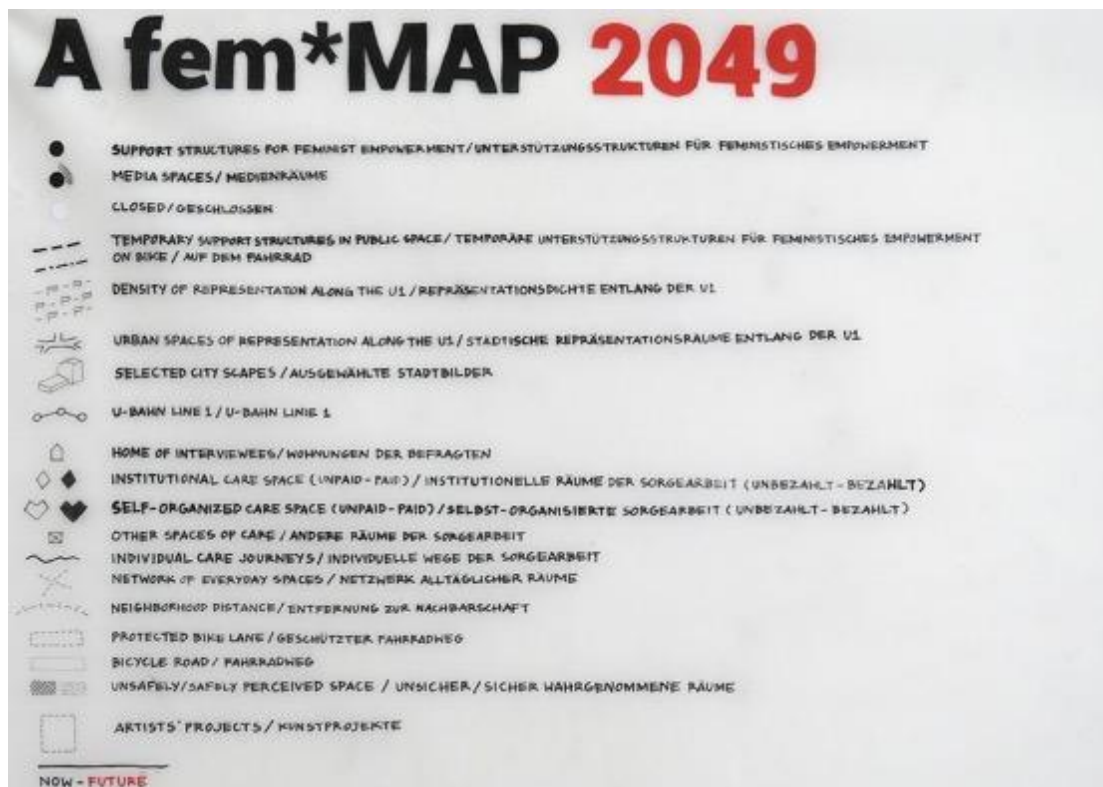 A fem*MAP 2049
SUPPORT STRUCTURES FOR FEMINIST EMPOWERMENT/UNTERSTÜTZUNGSSTRUKTUREN FÜR FEMINISTISCHES EMPOWERMENT
MEDIA SPACES/MEDIENRÄUME
CLOSED/GESCHLOSSEN
TEMPORARY SUPPORT STRUCTURES IN PUBLIC SPACE/TEMPORÄRE UNTERSTÜTZUNGSSTRUKTUREN FÜR FEMINISTISCHES EMPOWERMENT
ON BIKE / AUF DEM FAHRRAD
DENSITY OF REPRESENTATON ALONG THE U1/REPRÄSENTATIONSDICHTE ENTLANG DER U1
URBAN SPACES OF REPRESENTATION ALONG THE U1/STÄDTISCHE REPRÄSENTATIONSRÄUME ENTLANG DER U1
SELECTED CITY SCAPES/AUSGEWÄHLTE STADTBILDER
U-BAHN LINE 1/U-BAHN LINIE 1
HOME OF INTERVIEWEES/WOHNUNGEN DER BEFRAGTEN
INSTITUTIONAL CARE SPACE (UNPAID-PAID)/INSTITUTIONELLE RÄUME DER SORGEARBEIT (UNBEZAHLT-BEZAHLT)
SELF-ORGANIZED CARE SPACE (UNPAID-PAID)/SELBST-ORGANISIERTE SORGEARBEIT (UNBEZAHLT-BEZAHLT)
OTHER SPACES OF CARE / ANDERE RÄUME DER SORGEARBEIT
INDIVIDUAL CARE JOURNEYS/INDIVIDUELLE WEGE DER SORGEARBEIT
NETWORK OF EVERYDAY SPACES / NETZWERK ALLTÄGLICHER RÄUME
NEIGHBORHOOD DISTANCE/ENTFERNUNG ZUR NACHBARSCHAFT
PROTECTED BIKE LANE/GESCHÜTZTER FAHRRADWEG
BICYCLE ROAD/FAHRRADWEG
UNSAFELY/SAFELY PERCEIVED SPACE / UNSICHER/SICHER WAHRGENOMMENE RÄUME
ARTISTS' PROJECTS/KUNSTPROJEKTE
NOW-FUTURE